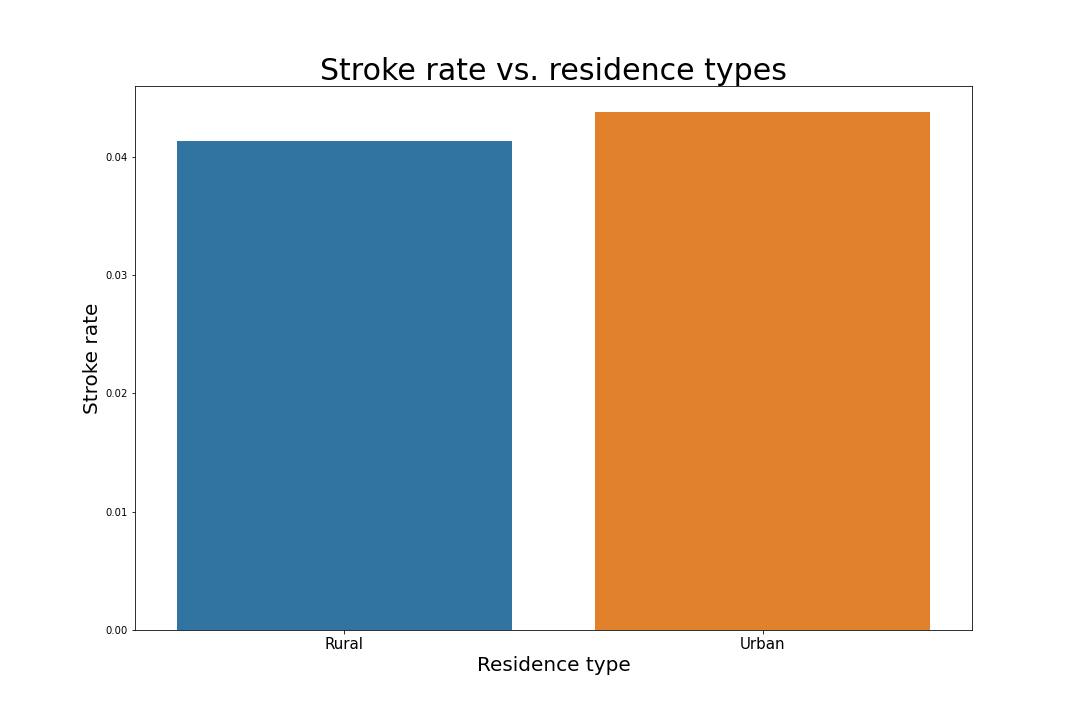 Stroke rate vs. residence types
0.04
0.03
0.02
0.01
0.00
Stroke rate
Rural
Urban
Residence type